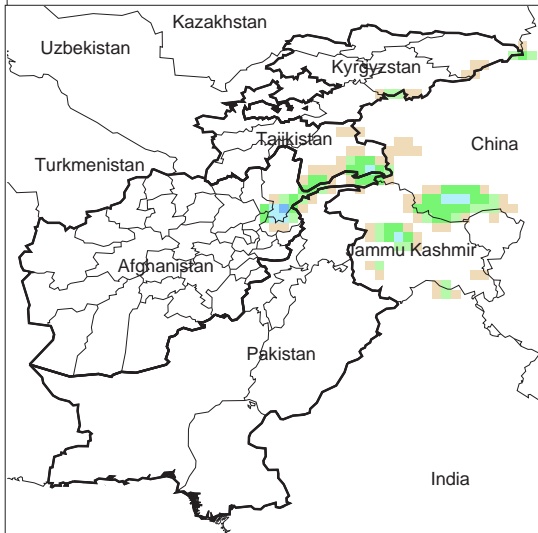 Kazakhstan
Uzbekistan
Kyrgyzstan
Tajikistan
China
Turkmenistan
Jammu Kashmir
Afghanistan
Pakistan
India